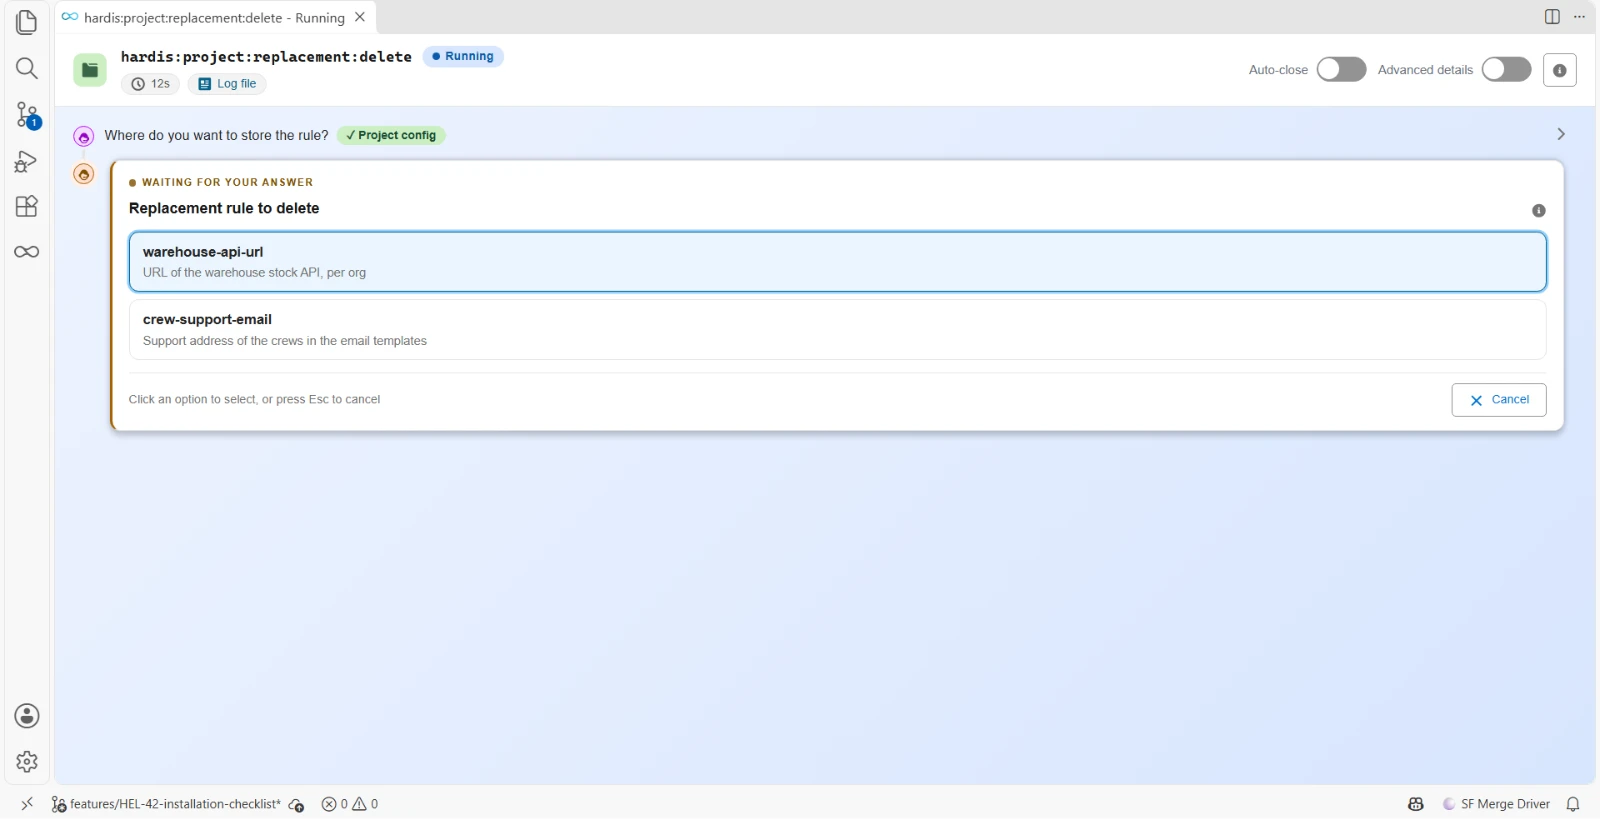 hardis:project:replacement:delete - Running
hardis:project:replacement:delete
Running
12s
Log file
Auto-close
Advanced details
Where do you want to store the rule?
✓ Project config
WAITING FOR YOUR ANSWER
Replacement rule to delete
warehouse-api-url
URL of the warehouse stock API, per org
crew-support-email
Support address of the crews in the email templates
Click an option to select, or press Esc to cancel
Cancel
1
features/HEL-42-installation-checklist*
0
0
SF Merge Driver